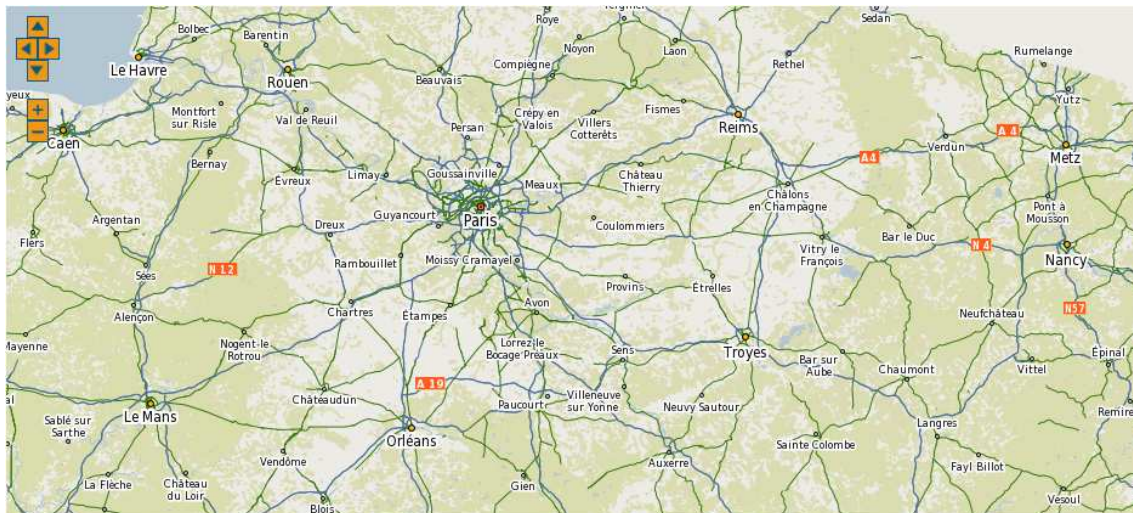 Roye
Tergnier
Sedan
Bolbec
Barentin
Noyon
Laon
Rethel
Rumelange
Le Havre
Rouen
Beauvais
Compiègne
Yutz
Montfort
sur Risle
Val de Reuil
Crépy en
Valois
Villers
Cotterêts
Fismes
Reims
A 4
Caen
Persan
Verdun
Metz
Bernay
Évreux
Limay
Goussainville
Meaux
Château
Thierry
A4
Châlons
en Champagne
Pont à
Mousson
Argentan
Dreux
Guyancourt
Paris
Coulommiers
Bar le Duc
Flers
Rambouillet
Moissy Cramayel
Vitry le
François
N 4
Nancy
Sées
N 12
Provins
Étrelles
Alençon
Chartres
Étampes
Avon
Neufchâteau
N57
Mayenne
Nogent-le
Rotrou
Lorrez-le
Bocage Préaux
Sens
Troyes
Bar sur
Aube
Chaumont
Vittel
Épinal
A 19
Châteaudun
Le Mans
Paucourt
Villeneuve
sur Yonne
Neuvy Sautour
Sablé sur
Sarthe
Orléans
Sainte Colombe
Langres
Remire
Vendôme
Auxerre
Fayl Billot
La Flèche
Château
du Loir
Blois
Gien
Vesoul